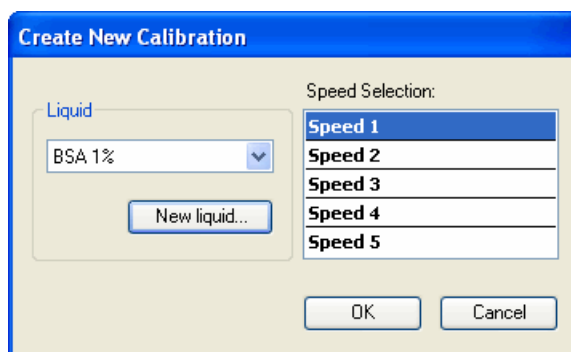 Create New Calibration
Liquid
BSA 1%
New liquid...
Speed Selection:
Speed 1
Speed 2
Speed 3
Speed 4
Speed 5
OK
Cancel